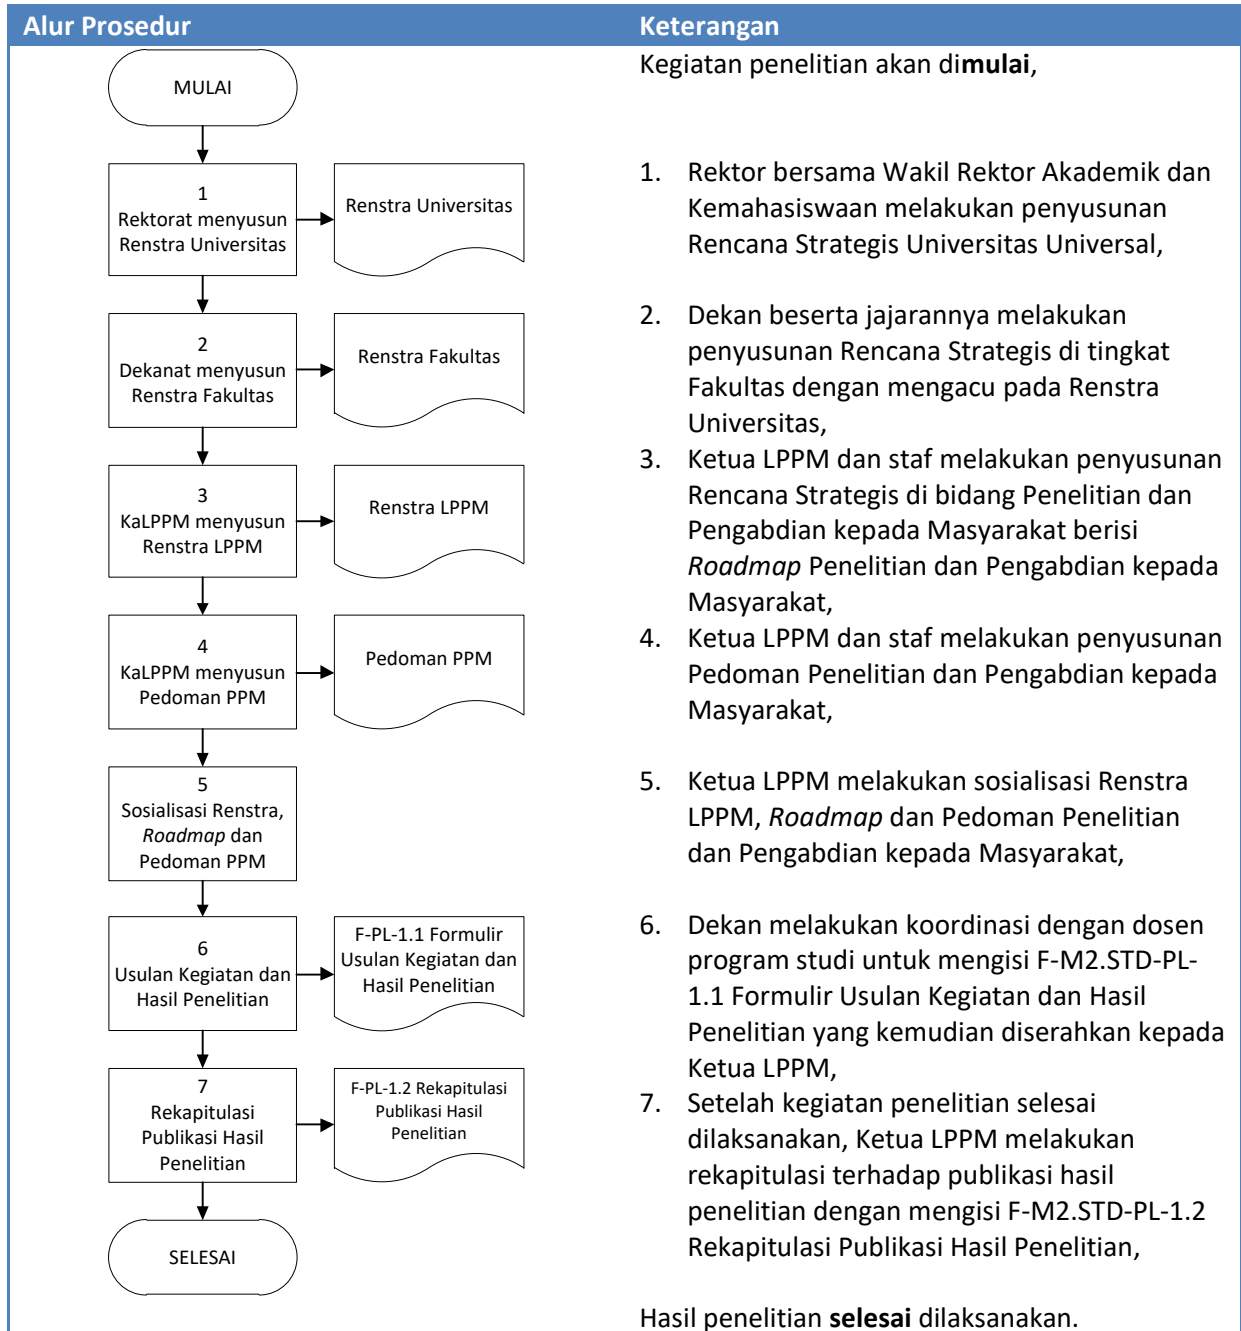 Alur Prosedur
Keterangan
MULAI
1
Rektorat menyusun
Renstra Universitas
Renstra Universitas
2
Dekanat menyusun
Renstra Fakultas
Renstra Fakultas
3
KaLPPM menyusun
Renstra LPPM
Renstra LPPM
4
KaLPPM menyusun
Pedoman PPM
Pedoman PPM
5
Sosialisasi Renstra,
Roadmap dan
Pedoman PPM
6
Usulan Kegiatan dan
Hasil Penelitian
F-PL-1.1 Formulir
Usulan Kegiatan dan
Hasil Penelitian
7
Rekapitulasi
Publikasi Hasil
Penelitian
F-PL-1.2 Rekapitulasi
Publikasi Hasil
Penelitian
SELESAI
Kegiatan penelitian akan dimulai,
1. Rektor bersama Wakil Rektor Akademik dan
Kemahasiswaan melakukan penyusunan
Rencana Strategis Universitas Universal,
2. Dekan beserta jajarannya melakukan
penyusunan Rencana Strategis di tingkat
Fakultas dengan mengacu pada Renstra
Universitas,
3. Ketua LPPM dan staf melakukan penyusunan
Rencana Strategis di bidang Penelitian dan
Pengabdian kepada Masyarakat berisi
Roadmap Penelitian dan Pengabdian kepada
Masyarakat,
4. Ketua LPPM dan staf melakukan penyusunan
Pedoman Penelitian dan Pengabdian kepada
Masyarakat,
5. Ketua LPPM melakukan sosialisasi Renstra
LPPM, Roadmap dan Pedoman Penelitian
dan Pengabdian kepada Masyarakat,
6. Dekan melakukan koordinasi dengan dosen
program studi untuk mengisi F-M2.STD-PL-
1.1 Formulir Usulan Kegiatan dan Hasil
Penelitian yang kemudian diserahkan kepada
Ketua LPPM,
7. Setelah kegiatan penelitian selesai
dilaksanakan, Ketua LPPM melakukan
rekapitulasi terhadap publikasi hasil
penelitian dengan mengisi F-M2.STD-PL-1.2
Rekapitulasi Publikasi Hasil Penelitian,
Hasil penelitian selesai dilaksanakan.